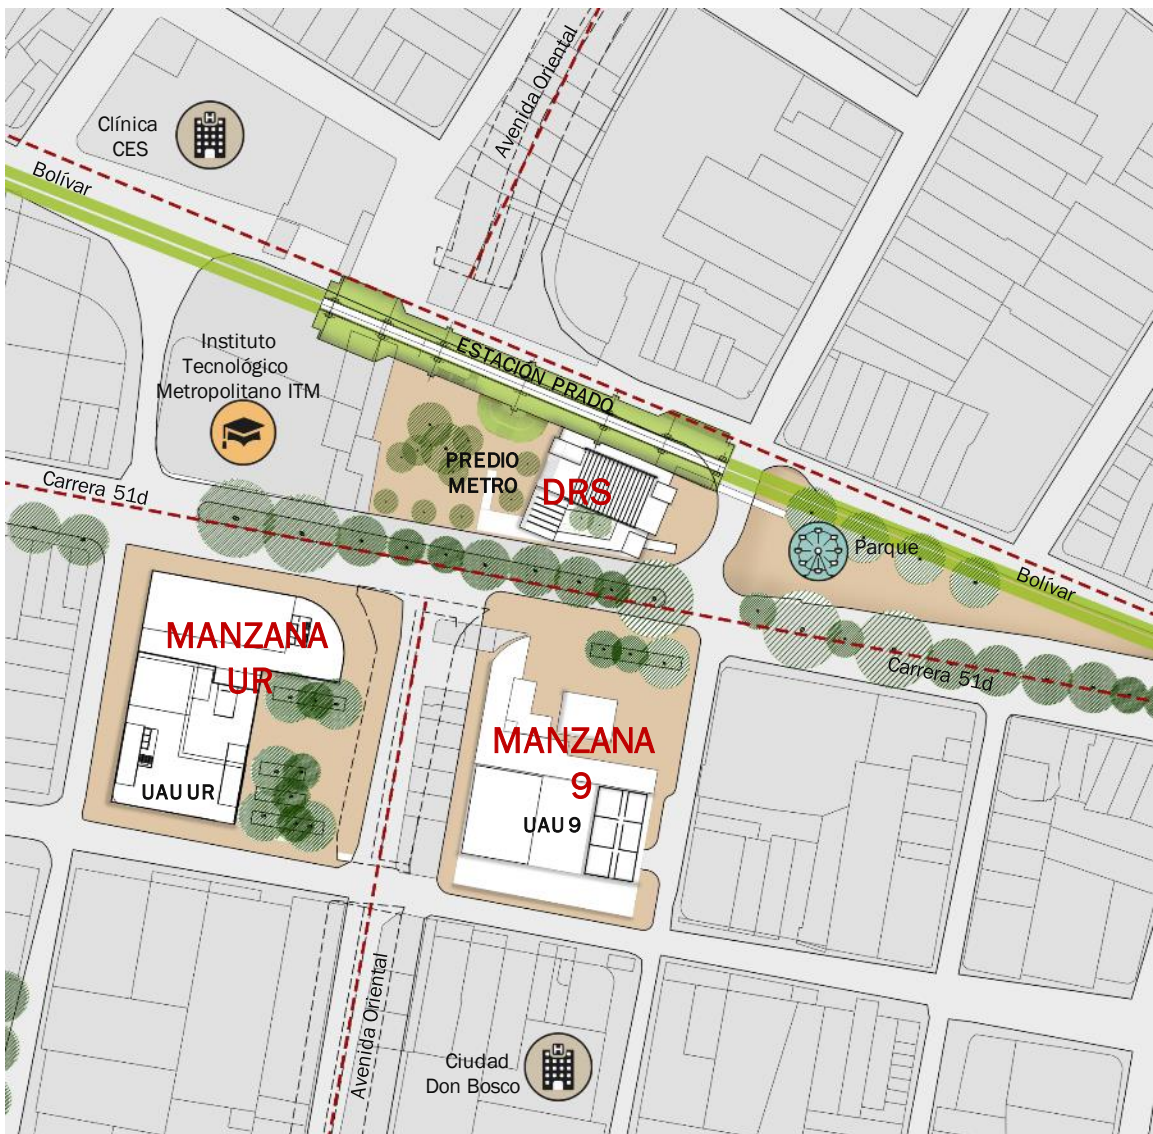 Avenida Oriental
Clínica
CES
H
Bolívar
ESTACIÓN PRADO
Instituto
Tecnológico
Metropolitano ITM
PREDIO
METRO
DRS
Carrera 51d
Parque
Bolívar
MANZANA
UR
Carrera 51d
MANZANA
9
UAU UR
UAU 9
Avenida Oriental
H
Ciudad
Don Bosco